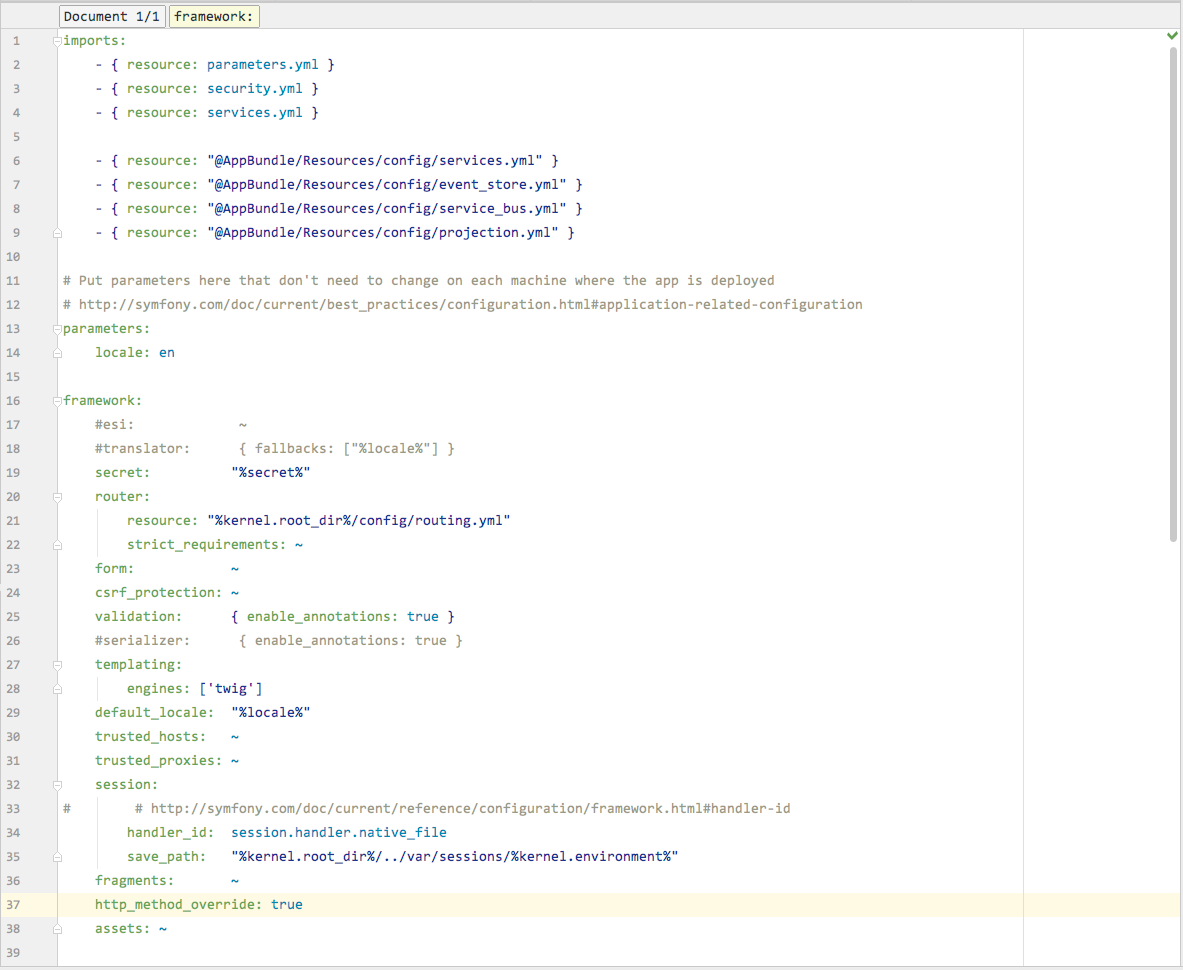 Document 1/1 framework:
1 imports:
2     - { resource: parameters.yml }
3     - { resource: security.yml }
4     - { resource: services.yml }
5
6     - { resource: "@AppBundle/Resources/config/services.yml" }
7     - { resource: "@AppBundle/Resources/config/event_store.yml" }
8     - { resource: "@AppBundle/Resources/config/service_bus.yml" }
9     - { resource: "@AppBundle/Resources/config/projection.yml" }
10
11 # Put parameters here that don't need to change on each machine where the app is deployed
12 # http://symfony.com/doc/current/best_practices/configuration.html#application-related-configuration
13 parameters:
14     locale: en
15
16 framework:
17     #esi:             ~
18     #translator:      { fallbacks: ["%locale%"] }
19     secret:          "%secret%"
20     router:
21         resource: "%kernel.root_dir%/config/routing.yml"
22         strict_requirements: ~
23     form:            ~
24     csrf_protection: ~
25     validation:      { enable_annotations: true }
26     #serializer:      { enable_annotations: true }
27     templating:
28         engines: ['twig']
29     default_locale:  "%locale%"
30     trusted_hosts:   ~
31     trusted_proxies: ~
32     session:
33 #        # http://symfony.com/doc/current/reference/configuration/framework.html#handler-id
34         handler_id:  session.handler.native_file
35         save_path:   "%kernel.root_dir%/../var/sessions/%kernel.environment%"
36     fragments:       ~
37     http_method_override: true
38     assets: ~
39